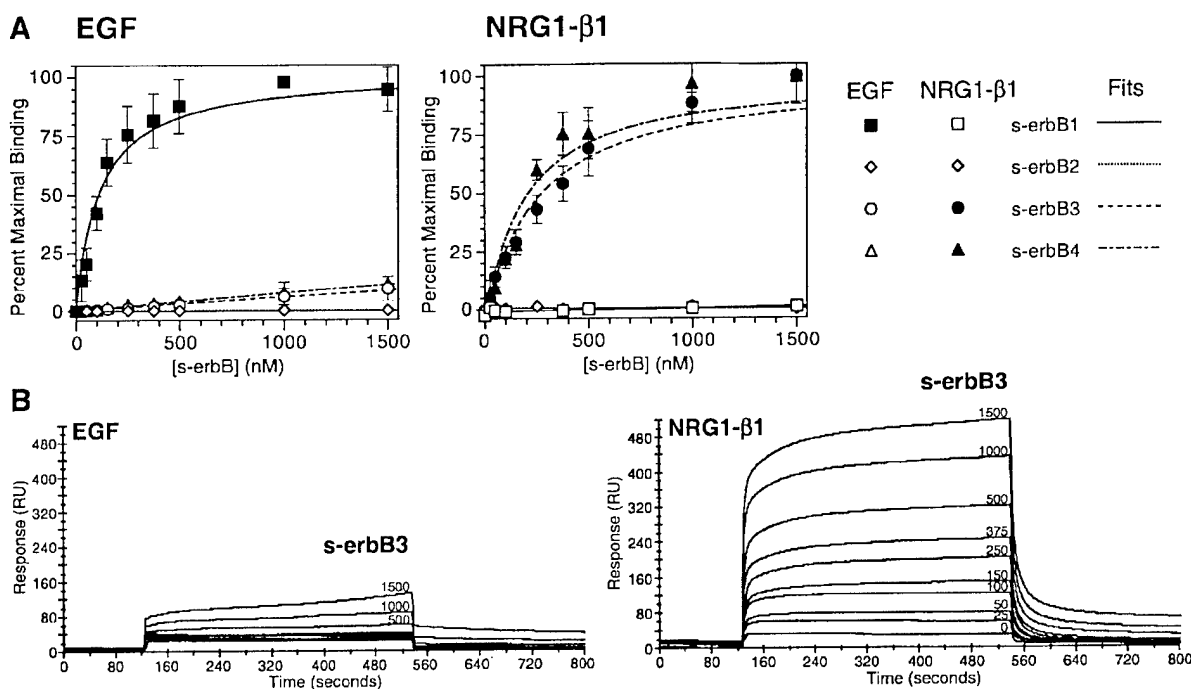 A EGF
NRG1-β1
Percent Maximal Binding
100
75
50
25
0
0 500 1000 1500
[s-erbB] (nM)
Percent Maximal Binding
100
75
50
25
0
0 500 1000 1500
[s-erbB] (nM)
EGF NRG1-β1 Fits
s-erbB1
s-erbB2
s-erbB3
s-erbB4
B
EGF
Response (RU)
480
400
320
240
160
80
0
s-erbB3
1500
1000
500
0 80 160 240 320 400 480 560 640 720 800
Time (seconds)
s-erbB3
NRG1-β1
Response (RU)
480
400
320
240
160
80
0
1500
1000
500
375
250
150
100
50
25
0
0 80 160 240 320 400 480 560 640 720 800
Time (seconds)